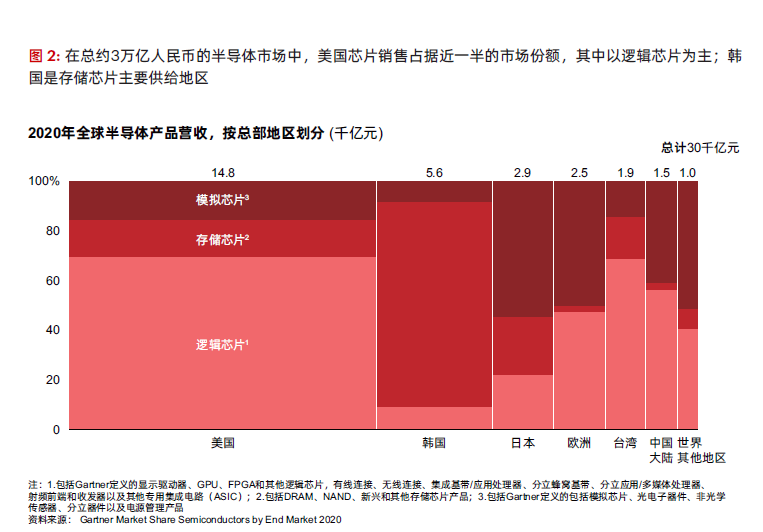 图 2: 在总约3万亿人民币的半导体市场中，美国芯片销售占据近一半的市场份额，其中以逻辑芯片为主；韩
国是存储芯片主要供给地区
2020年全球半导体产品营收，按总部地区划分 (千亿元)
总计30千亿元
14.8 5.6 2.9 2.5 1.9 1.5 1.0
100%
模拟芯片3
80
存储芯片2
60
40
逻辑芯片1
20
0
美国 韩国 日本 欧洲 台湾 中国 世界
大陆 其他地区
注：1.包括Gartner定义的显示驱动器、GPU、FPGA和其他逻辑芯片，有线连接、无线连接、集成基带/应用处理器、分立蜂窝基带、分立应用/多媒体处理器、
射频前端和收发器以及其他专用集成电路（ASIC）；2.包括DRAM、NAND、新兴和其他存储芯片产品；3.包括Gartner定义的包括模拟芯片、光电子器件、非光学
传感器、分立器件以及电源管理产品
资料来源： Gartner Market Share Semiconductors by End Market 2020